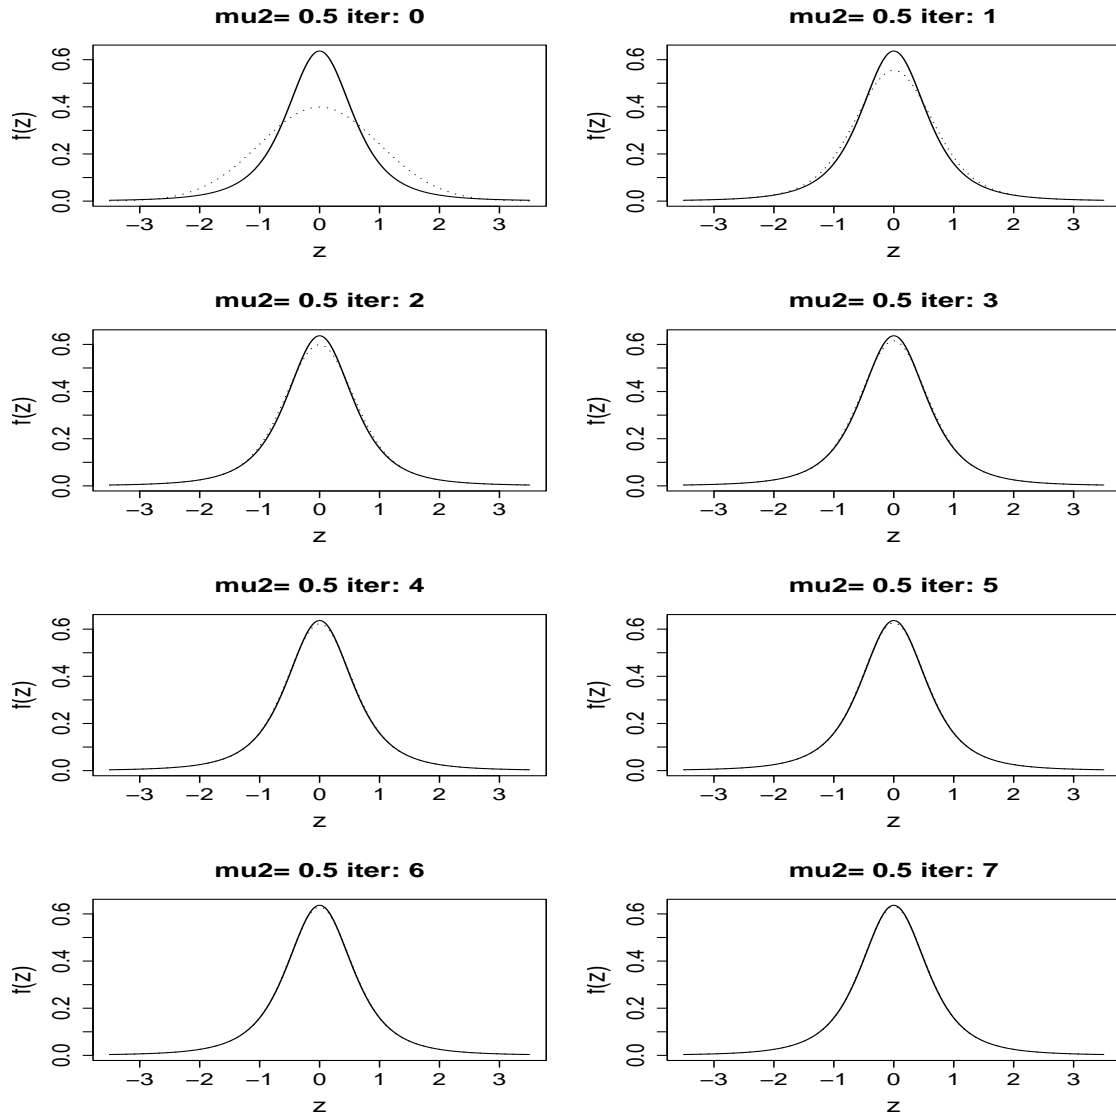 mu2= 0.5 iter: 0
f(z)
0.0 0.2 0.4 0.6
−3 −2 −1 0 1 2 3
z
mu2= 0.5 iter: 1
f(z)
0.0 0.2 0.4 0.6
−3 −2 −1 0 1 2 3
z
mu2= 0.5 iter: 2
f(z)
0.0 0.2 0.4 0.6
−3 −2 −1 0 1 2 3
z
mu2= 0.5 iter: 3
f(z)
0.0 0.2 0.4 0.6
−3 −2 −1 0 1 2 3
z
mu2= 0.5 iter: 4
f(z)
0.0 0.2 0.4 0.6
−3 −2 −1 0 1 2 3
z
mu2= 0.5 iter: 5
f(z)
0.0 0.2 0.4 0.6
−3 −2 −1 0 1 2 3
z
mu2= 0.5 iter: 6
f(z)
0.0 0.2 0.4 0.6
−3 −2 −1 0 1 2 3
z
mu2= 0.5 iter: 7
f(z)
0.0 0.2 0.4 0.6
−3 −2 −1 0 1 2 3
z